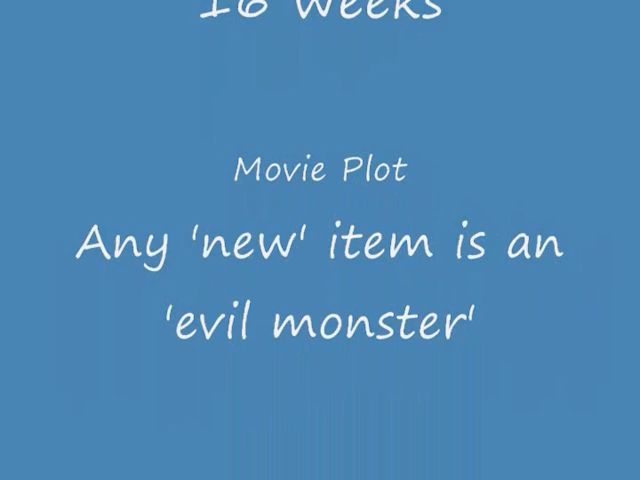 16 weeks
Movie Plot
Any 'new' item is an
'evil monster'